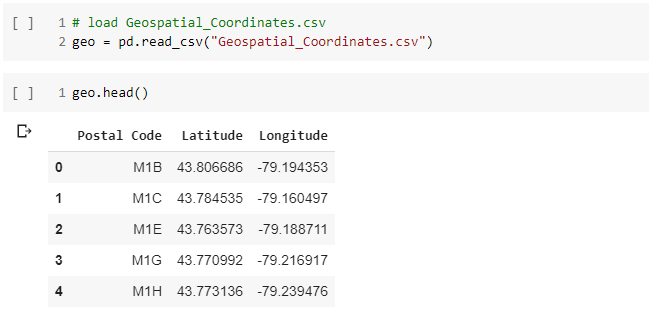 [ ] 1 # load Geospatial_Coordinates.csv
2 geo = pd.read_csv("Geospatial_Coordinates.csv")
[ ] 1 geo.head()
Postal Code Latitude Longitude
0 M1B 43.806686 -79.194353
1 M1C 43.784535 -79.160497
2 M1E 43.763573 -79.188711
3 M1G 43.770992 -79.216917
4 M1H 43.773136 -79.239476